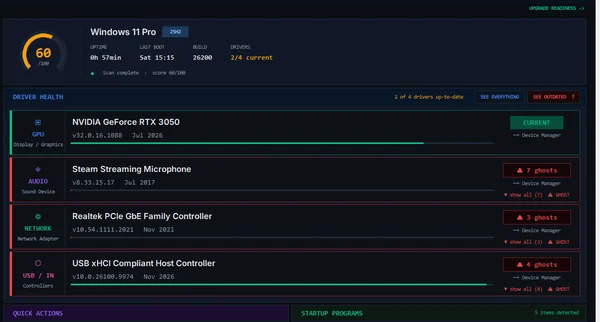 UPGRADE READINESS ->
60
/100
Windows 11 Pro 25H2
UPTIME LAST BOOT BUILD DRIVERS
0h 57min Sat 15:15 26200 2/4 current
Scan complete · score 60/100
DRIVER HEALTH 2 of 4 drivers up-to-date SEE EVERYTHING SEE OUTDATED 7
GPU
Display / Graphics
NVIDIA GeForce RTX 3050
v32.0.16.1088 Jul 2026
CURRENT
Device Manager
AUDIO
Sound Device
Steam Streaming Microphone
v8.33.15.17 Jul 2017
7 ghosts
Device Manager
show all (7) GHOST
NETWORK
Network Adapter
Realtek PCIe GbE Family Controller
v10.54.1111.2021 Nov 2021
3 ghosts
Device Manager
show all (3) GHOST
USB / IN
Controllers
USB xHCI Compliant Host Controller
v10.0.26100.9974 Nov 2026
4 ghosts
Device Manager
show all (4) GHOST
QUICK ACTIONS
STARTUP PROGRAMS 5 items detected